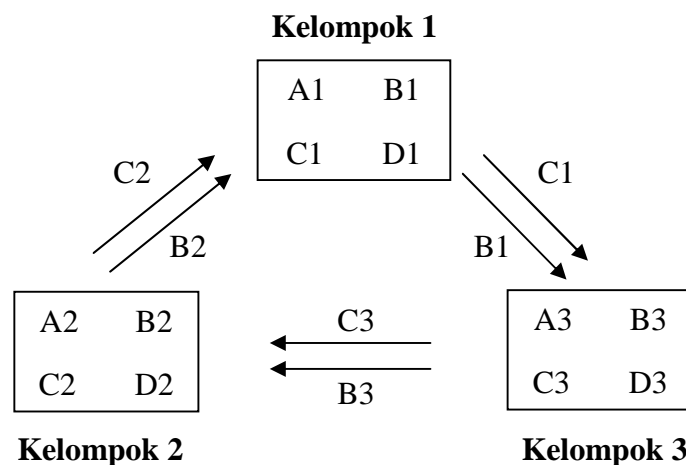 Kelompok 1
A1 B1
C1 D1
C2
B2
C1
B1
A2 B2
C2 D2
C3
B3
A3 B3
C3 D3
Kelompok 2
Kelompok 3